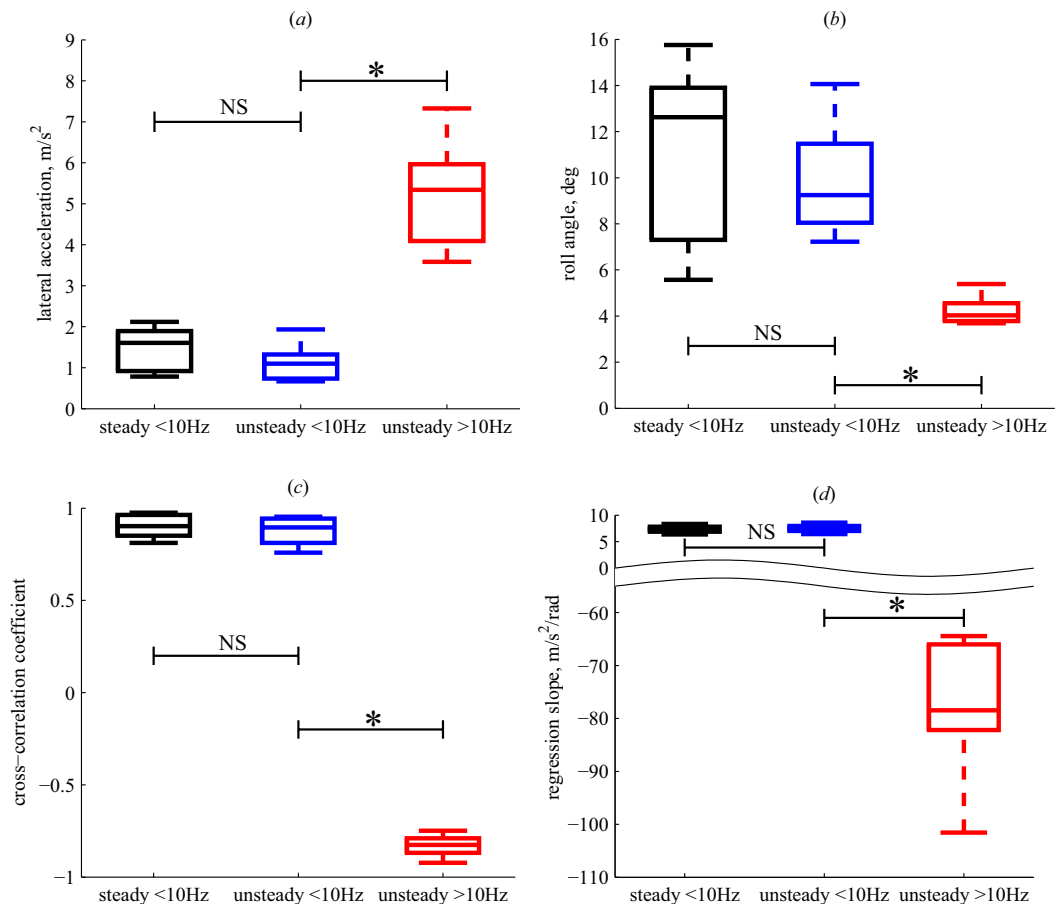 (a)
9
8
7
6
5
4
3
2
1
0
lateral acceleration, m/s²
NS
*
steady <10Hz unsteady <10Hz unsteady >10Hz
(b)
16
14
12
10
8
6
4
2
0
roll angle, deg
NS
*
steady <10Hz unsteady <10Hz unsteady >10Hz
(c)
1
0.5
0
−0.5
−1
cross−correlation coefficient
NS
*
steady <10Hz unsteady <10Hz unsteady >10Hz
(d)
10
5
0
−60
−70
−80
−90
−100
−110
regression slope, m/s²/rad
NS
*
steady <10Hz unsteady <10Hz unsteady >10Hz